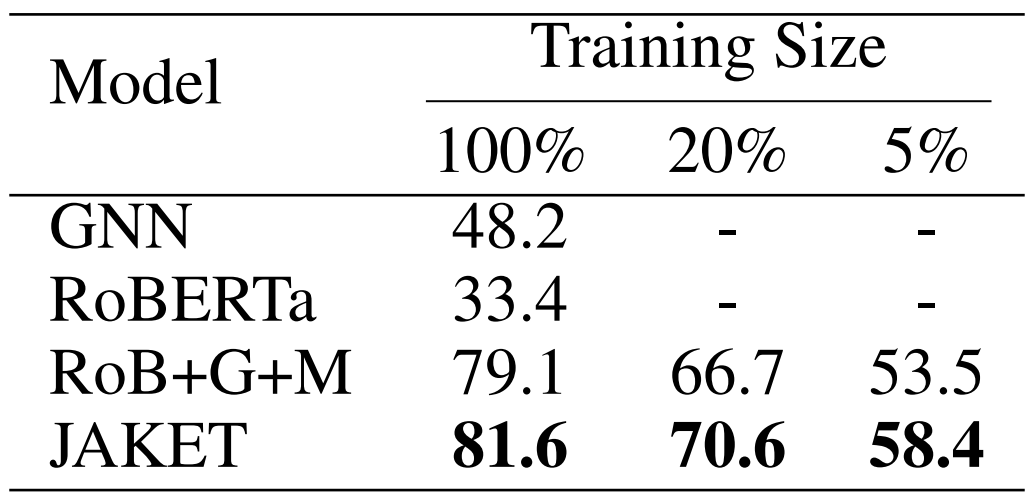 Model Training Size
100% 20% 5%
GNN 48.2 - -
RoBERTa 33.4 - -
RoB+G+M 79.1 66.7 53.5
JAKET 81.6 70.6 58.4